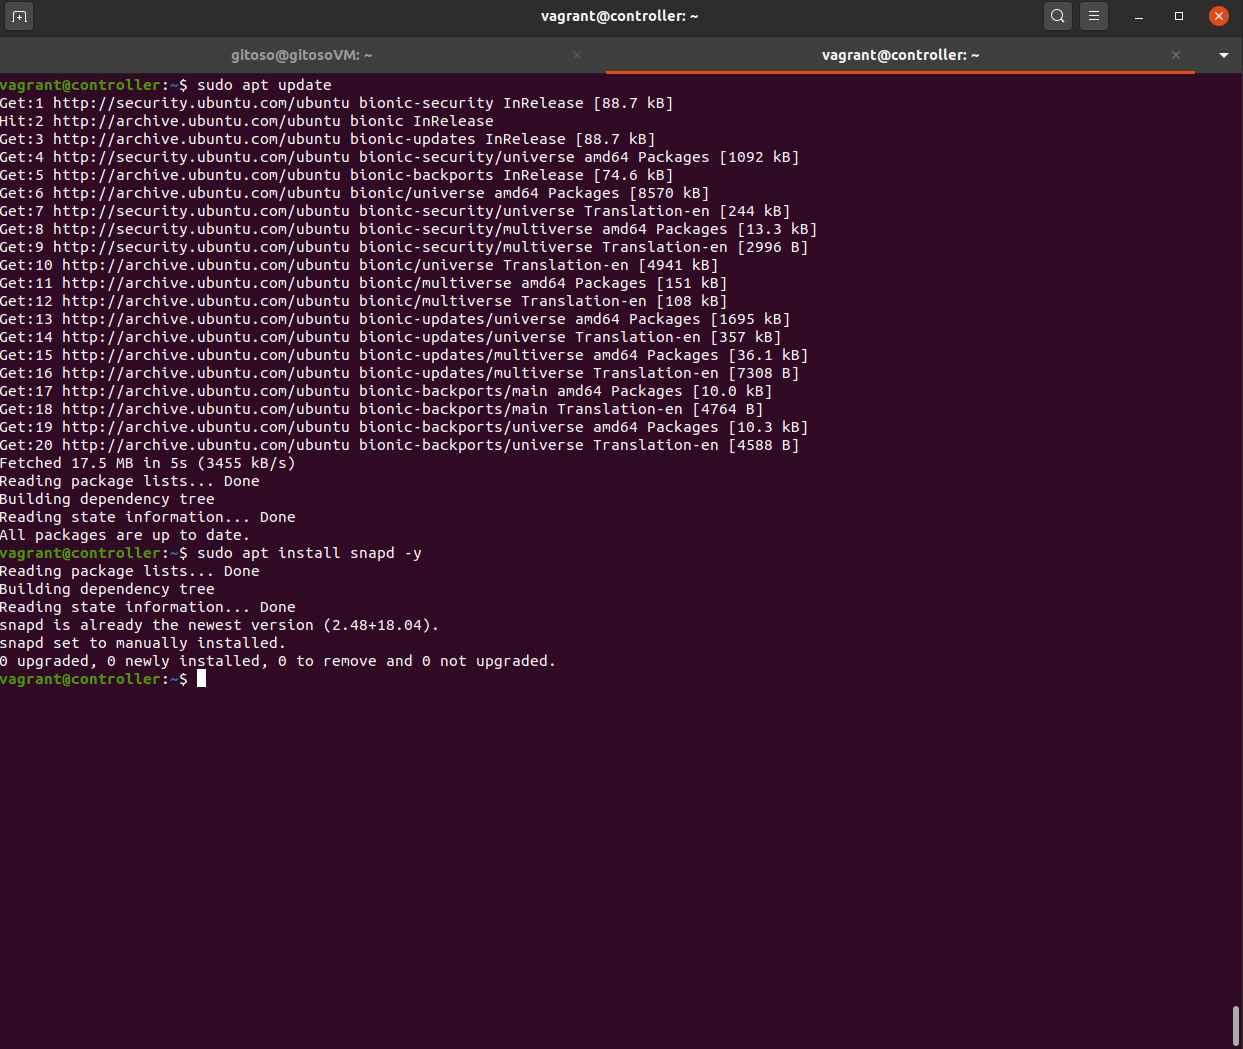 vagrant@controller: ~
gitoso@gitosoVM: ~
vagrant@controller: ~
vagrant@controller:~$ sudo apt update
Get:1 http://security.ubuntu.com/ubuntu bionic-security InRelease [88.7 kB]
Hit:2 http://archive.ubuntu.com/ubuntu bionic InRelease
Get:3 http://archive.ubuntu.com/ubuntu bionic-updates InRelease [88.7 kB]
Get:4 http://security.ubuntu.com/ubuntu bionic-security/universe amd64 Packages [1092 kB]
Get:5 http://archive.ubuntu.com/ubuntu bionic-backports InRelease [74.6 kB]
Get:6 http://archive.ubuntu.com/ubuntu bionic/universe amd64 Packages [8570 kB]
Get:7 http://security.ubuntu.com/ubuntu bionic-security/universe Translation-en [244 kB]
Get:8 http://security.ubuntu.com/ubuntu bionic-security/multiverse amd64 Packages [13.3 kB]
Get:9 http://security.ubuntu.com/ubuntu bionic-security/multiverse Translation-en [2996 B]
Get:10 http://archive.ubuntu.com/ubuntu bionic/universe Translation-en [4941 kB]
Get:11 http://archive.ubuntu.com/ubuntu bionic/multiverse amd64 Packages [151 kB]
Get:12 http://archive.ubuntu.com/ubuntu bionic/multiverse Translation-en [108 kB]
Get:13 http://archive.ubuntu.com/ubuntu bionic-updates/universe amd64 Packages [1695 kB]
Get:14 http://archive.ubuntu.com/ubuntu bionic-updates/universe Translation-en [357 kB]
Get:15 http://archive.ubuntu.com/ubuntu bionic-updates/multiverse amd64 Packages [36.1 kB]
Get:16 http://archive.ubuntu.com/ubuntu bionic-updates/multiverse Translation-en [7308 B]
Get:17 http://archive.ubuntu.com/ubuntu bionic-backports/main amd64 Packages [10.0 kB]
Get:18 http://archive.ubuntu.com/ubuntu bionic-backports/main Translation-en [4764 B]
Get:19 http://archive.ubuntu.com/ubuntu bionic-backports/universe amd64 Packages [10.3 kB]
Get:20 http://archive.ubuntu.com/ubuntu bionic-backports/universe Translation-en [4588 B]
Fetched 17.5 MB in 5s (3455 kB/s)
Reading package lists... Done
Building dependency tree
Reading state information... Done
All packages are up to date.
vagrant@controller:~$ sudo apt install snapd -y
Reading package lists... Done
Building dependency tree
Reading state information... Done
snapd is already the newest version (2.48+18.04).
snapd set to manually installed.
0 upgraded, 0 newly installed, 0 to remove and 0 not upgraded.
vagrant@controller:~$